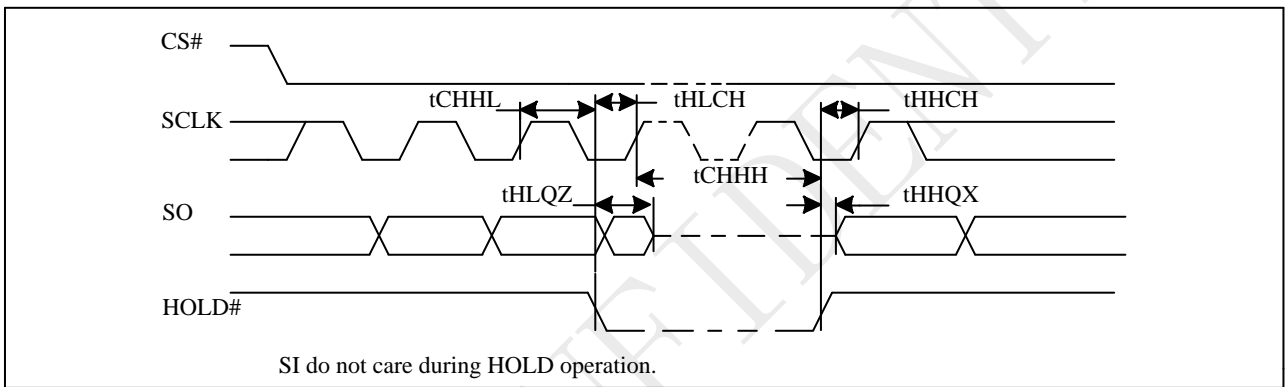 CS#
tCHHL
tHLCH
tHHCH
SCLK
tCHHH
tHLQZ
tHHQX
SO
HOLD#
SI do not care during HOLD operation.